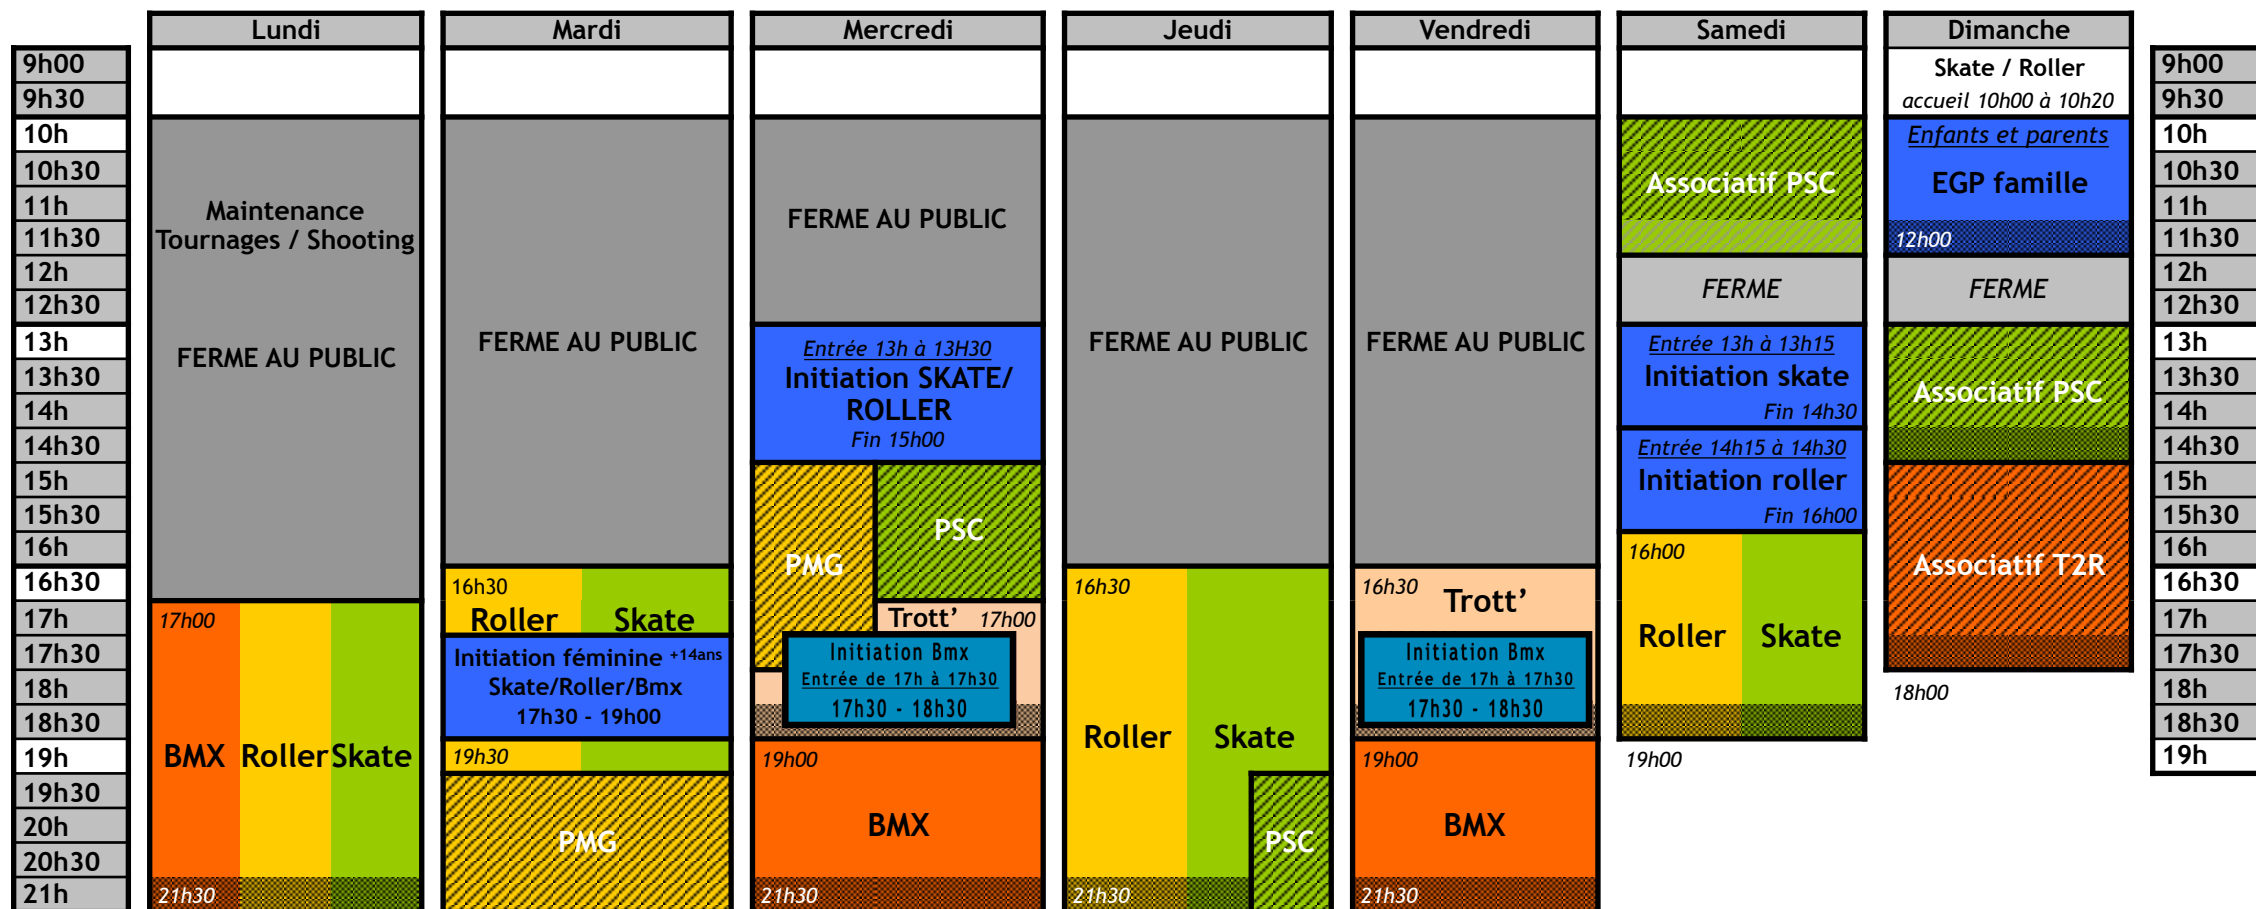 Lundi
Mardi
Mercredi
Jeudi
Vendredi
Samedi
Dimanche
9h00
9h30
10h
10h30
11h
11h30
12h
12h30
13h
13h30
14h
14h30
15h
15h30
16h
16h30
17h
17h30
18h
18h30
19h
19h30
20h
20h30
21h
Maintenance
Tournages / Shooting
FERME AU PUBLIC
17h00
BMX
Roller
Skate
21h30
FERME AU PUBLIC
16h30
Roller
Skate
Initiation féminine +14ans
Skate/Roller/Bmx
17h30 - 19h00
19h30
PMG
FERME AU PUBLIC
Entrée 13h à 13H30
Initiation SKATE/
ROLLER
Fin 15h00
PMG
PSC
Trott’ 17h00
Initiation Bmx
Entrée de 17h à 17h30
17h30 - 18h30
19h00
BMX
21h30
FERME AU PUBLIC
16h30
Roller
Skate
PSC
21h30
FERME AU PUBLIC
16h30
Trott’
Initiation Bmx
Entrée de 17h à 17h30
17h30 - 18h30
19h00
BMX
21h30
Associatif PSC
FERME
Entrée 13h à 13h15
Initiation skate
Fin 14h30
Entrée 14h15 à 14h30
Initiation roller
Fin 16h00
16h00
Roller
Skate
19h00
Skate / Roller
accueil 10h00 à 10h20
Enfants et parents
EGP famille
12h00
FERME
Associatif PSC
Associatif T2R
18h00
9h00
9h30
10h
10h30
11h
11h30
12h
12h30
13h
13h30
14h
14h30
15h
15h30
16h
16h30
17h
17h30
18h
18h30
19h